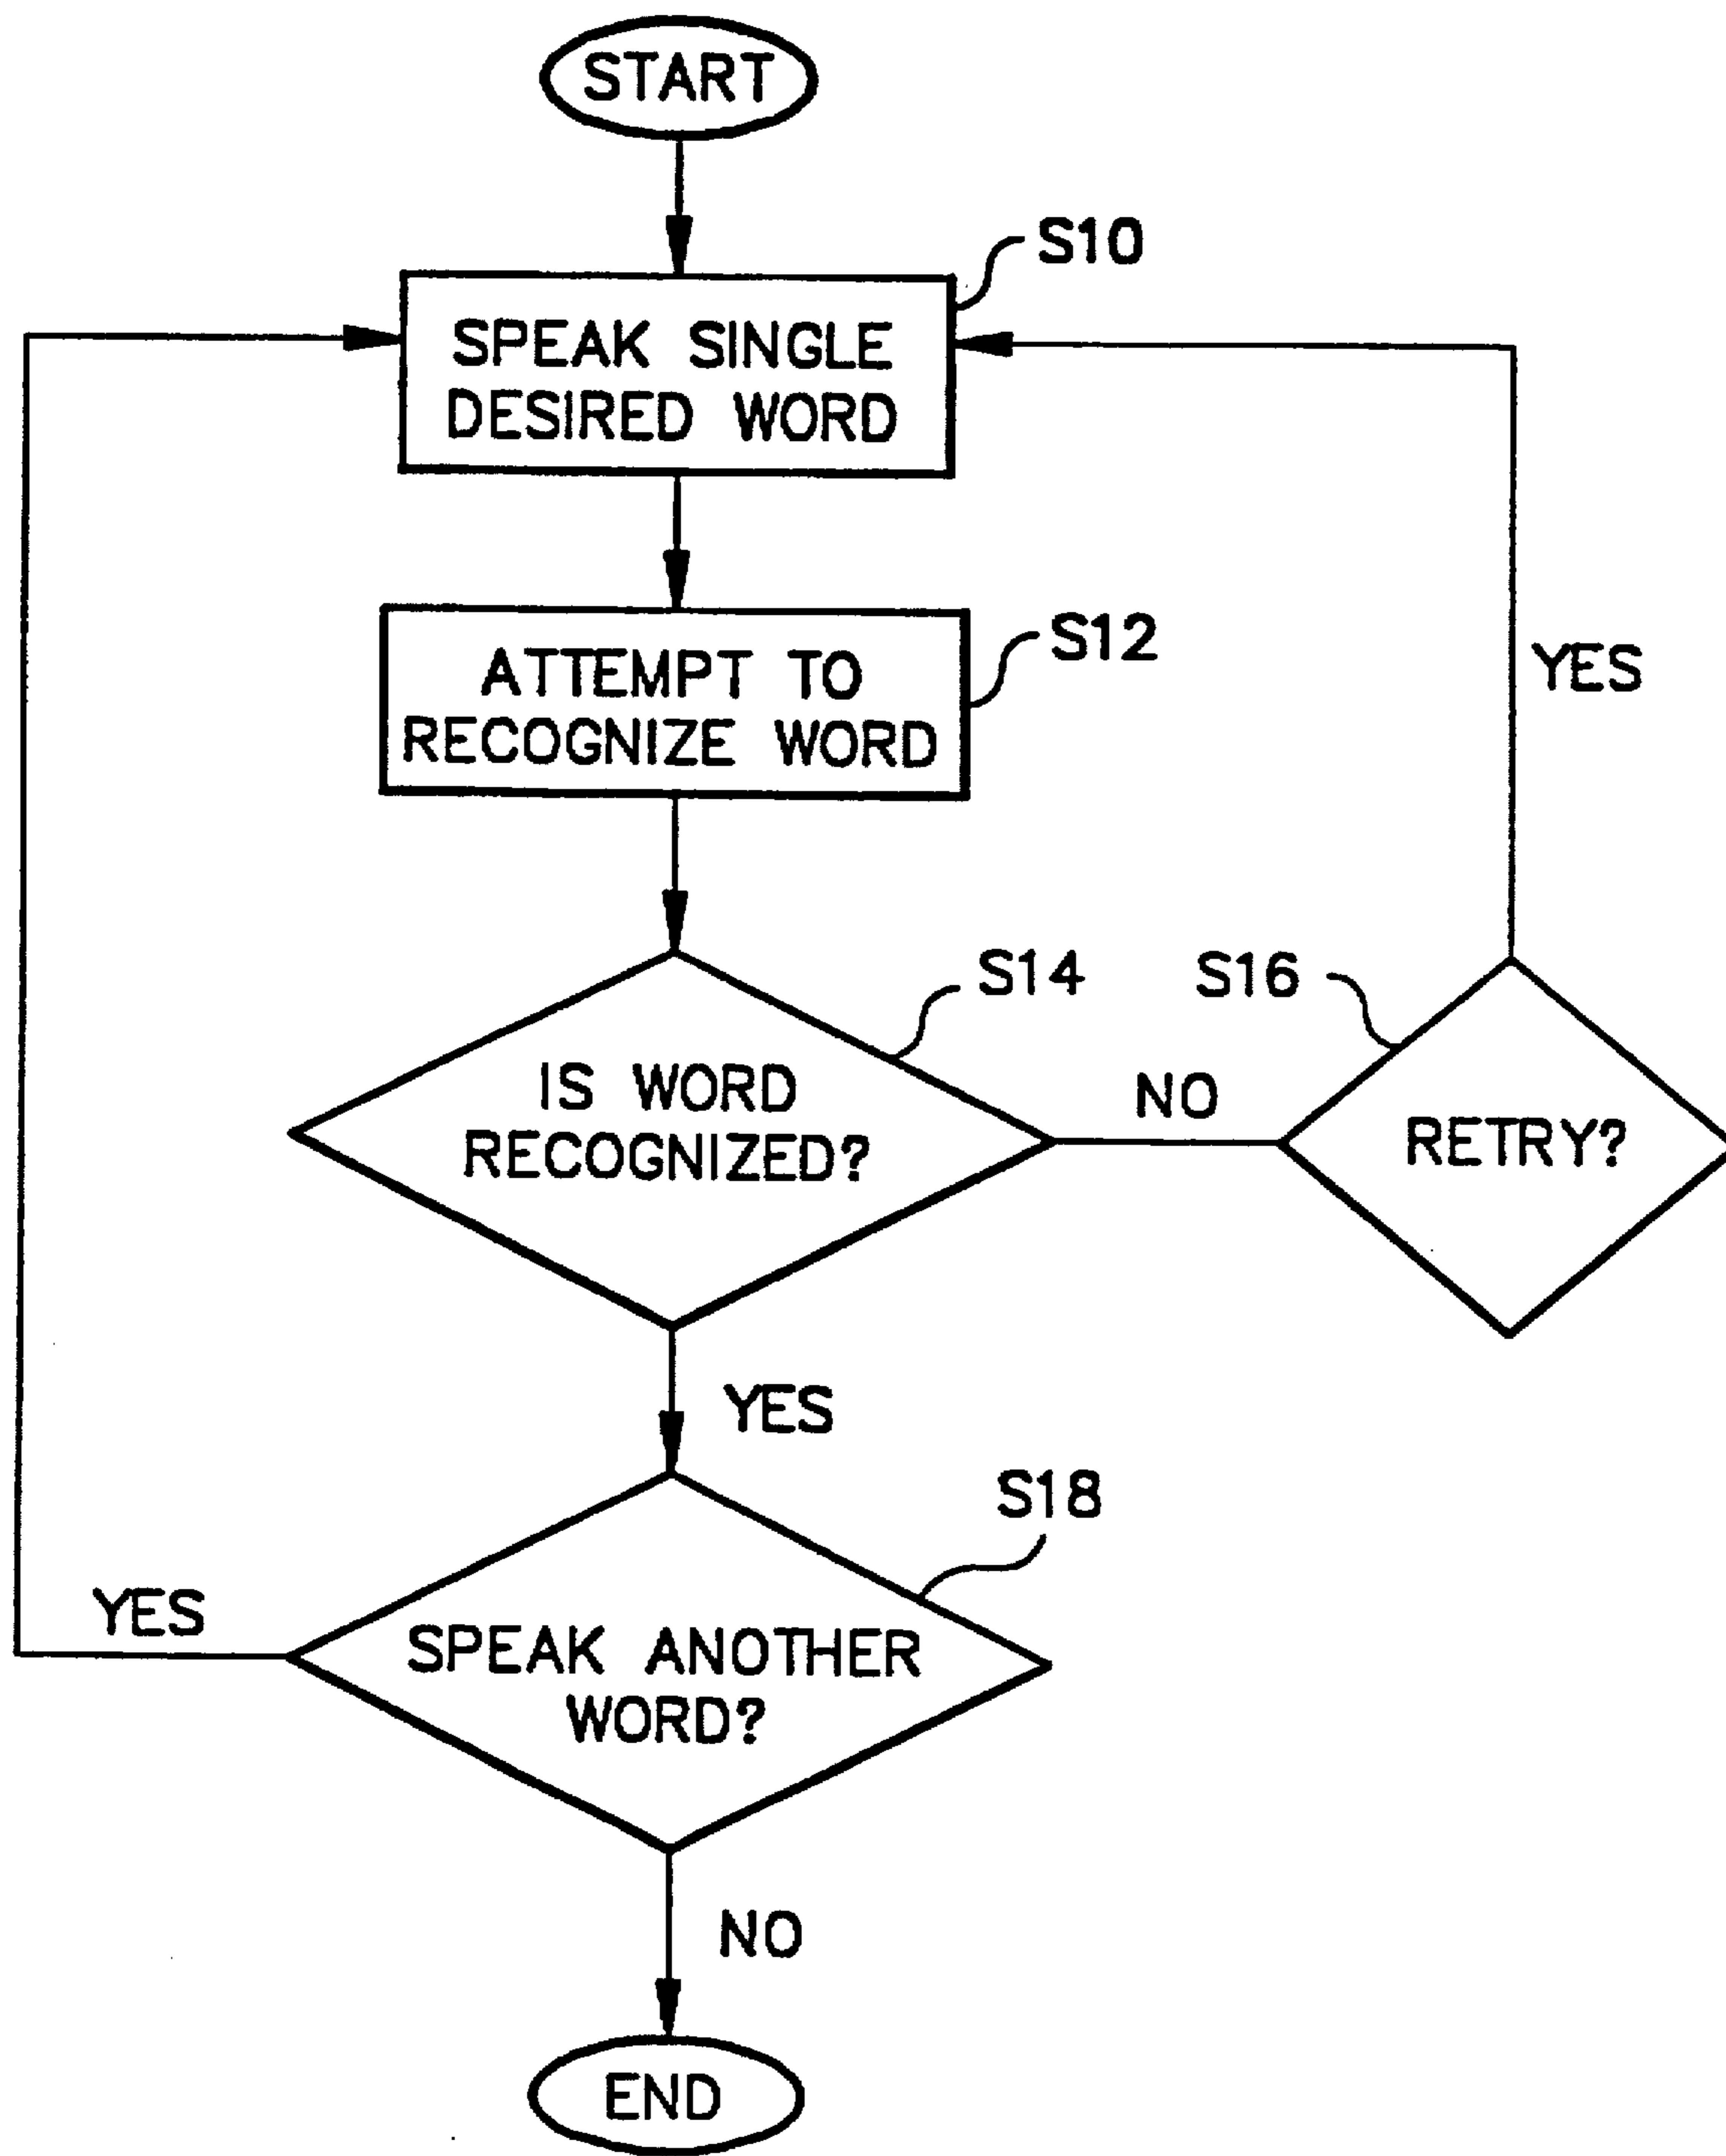 START
S10
SPEAK SINGLE
DESIRED WORD
S12
ATTEMPT TO
RECOGNIZE WORD
YES
S14
S16
IS WORD
RECOGNIZED?
NO
RETRY?
YES
S18
YES
SPEAK ANOTHER
WORD?
NO
END